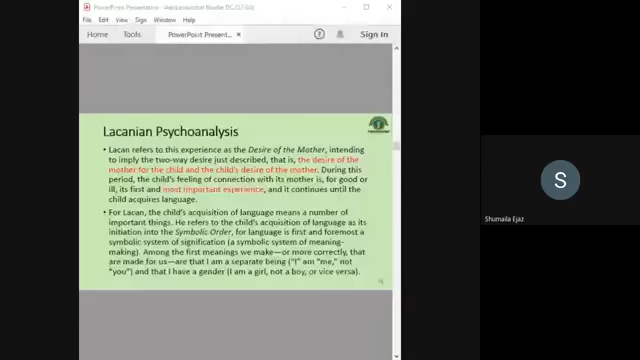 PowerPoint Presentation - Adobe Acrobat Reader DC (32-bit)
File Edit View Sign Window Help
Home Tools PowerPoint Present... × Sign In
Lacanian Psychoanalysis
• Lacan refers to this experience as the Desire of the Mother, intending
to imply the two-way desire just described, that is, the desire of the
mother for the child and the child's desire of the mother. During this
period, the child's feeling of connection with its mother is, for good or
ill, its first and most important experience, and it continues until the
child acquires language.
• For Lacan, the child's acquisition of language means a number of
important things. He refers to the child's acquisition of language as its
initiation into the Symbolic Order, for language is first and foremost a
symbolic system of signification (a symbolic system of meaning-
making). Among the first meanings we make—or more correctly, that
are made for us—are that I am a separate being ("I" am "me," not
"you") and that I have a gender (I am a girl, not a boy, or vice versa).
S
Shumaila Ejaz